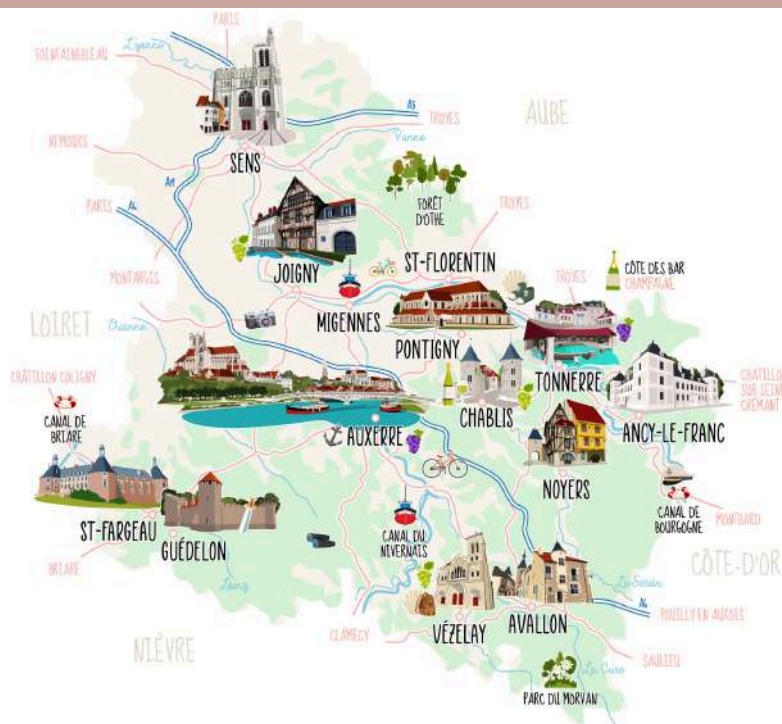 PARIS
L'yonne
FONTAINEBLEAU
A5
TROYES
AUBE
Vanne
NEMOURS
SENS
A19
PARIS
A6
FORÊT
D'OTHE
TROYES
ST-FLORENTIN
CÔTE DES BAR
CHAMPAGNE
JOIGNY
TROYES
MONTARGIS
MIGENNES
LOIRET
Ouanne
PONTIGNY
TONNERRE
CHÂTILLON COLIGNY
CHATILLON
SUR SEINE
CRÉMANT
CANAL DE
BRIARE
CHABLIS
AUXERRE
ANCY-LE-FRANC
NOYERS
ST-FARGEAU
CANAL DE
BOURGOGNE
MONTBARD
GUÉDELON
CANAL DU
NIVERNAIS
BRIARE
CÔTE-D'OR
Loing
Le Serein
A6
POUILLY EN AUXOIS
CLAMECY
VÉZELAY
AVALLON
NIÈVRE
SAULIEU
La Cure
PARC DU MORVAN